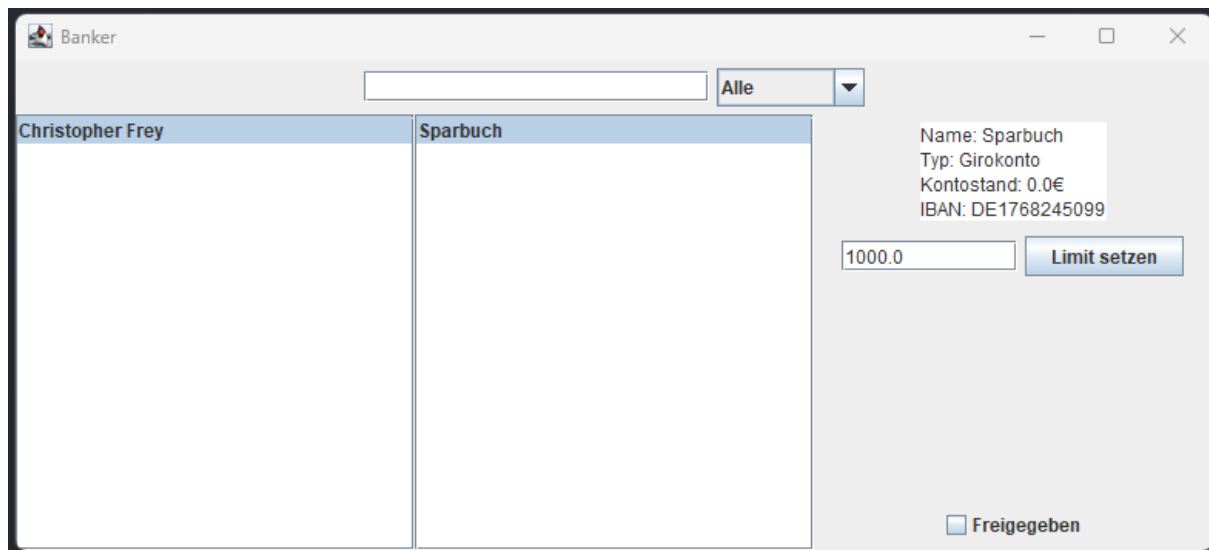 Banker
Alle
Christopher Frey
Sparbuch
Name: Sparbuch
Typ: Girokonto
Kontostand: 0.0€
IBAN: DE1768245099
1000.0
Limit setzen
Freigegeben